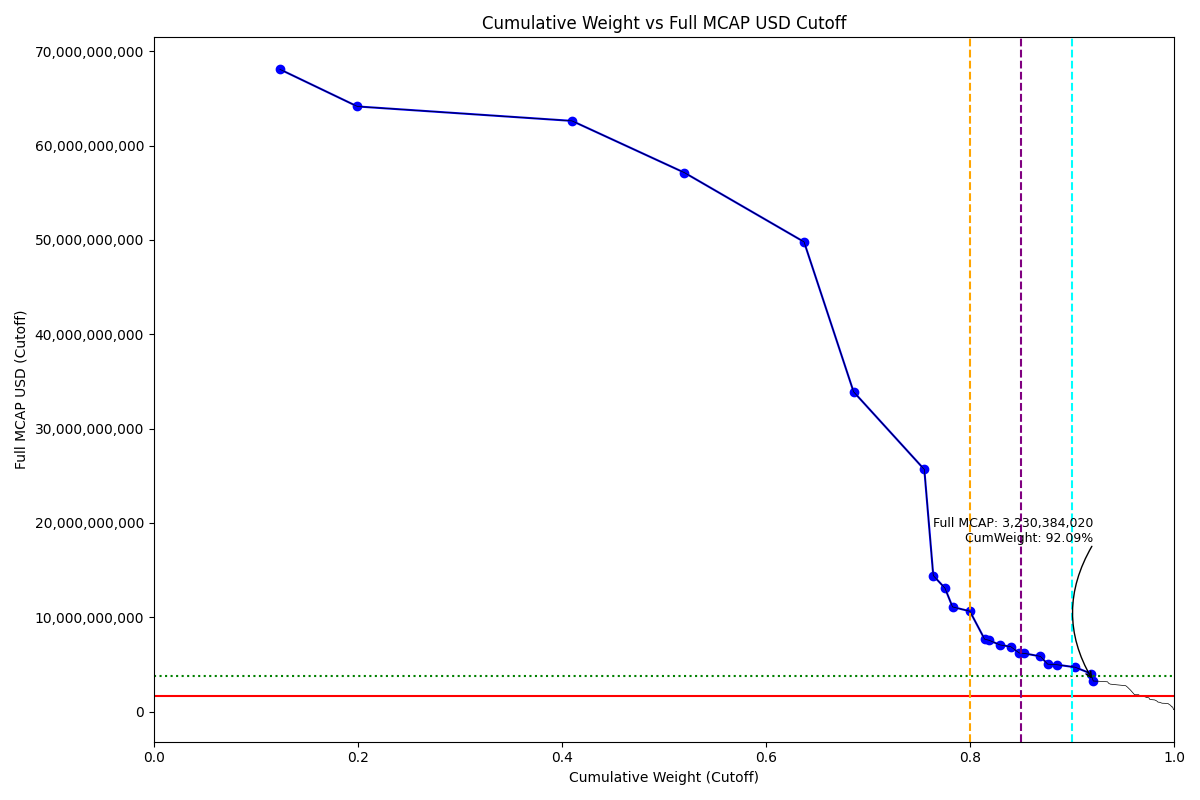 Cumulative Weight vs Full MCAP USD Cutoff
Full MCAP USD (Cutoff)
70,000,000,000
60,000,000,000
50,000,000,000
40,000,000,000
30,000,000,000
20,000,000,000
10,000,000,000
0
Full MCAP: 3,230,384,020
CumWeight: 92.09%
0.0 0.2 0.4 0.6 0.8 1.0
Cumulative Weight (Cutoff)